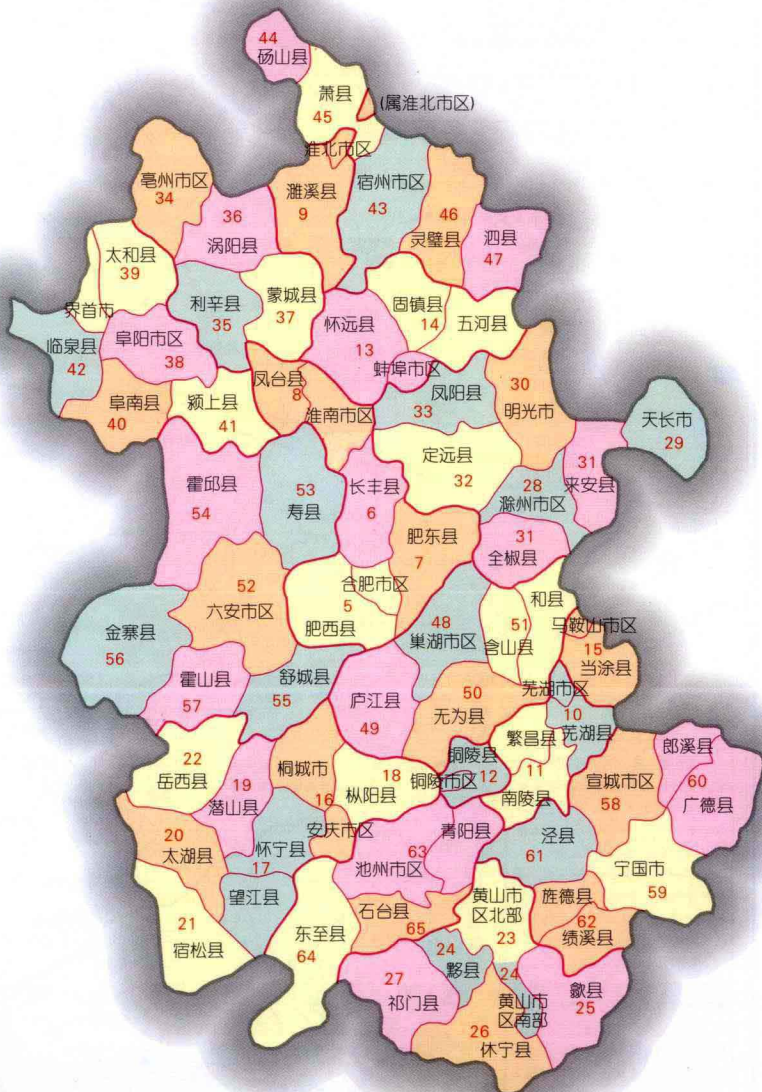 44
砀山县
萧县
45
(属淮北市区)
淮北市区
亳州市区
34
濉溪县
9
宿州市区
43
46
灵璧县
泗县
47
36
涡阳县
太和县
39
界首市
利辛县
35
蒙城县
37
怀远县
13
固镇县
14
五河县
临泉县
42
阜阳市区
38
蚌埠市区
凤台县
8
淮南市区
凤阳县
33
30
明光市
天长市
29
阜南县
40
颍上县
41
定远县
32
31
来安县
28
滁州市区
霍邱县
54
53
寿县
长丰县
6
肥东县
7
31
全椒县
52
六安市区
合肥市区
5
肥西县
和县
51
含山县
48
巢湖市区
马鞍山市区
15
当涂县
金寨县
56
霍山县
57
舒城县
55
庐江县
49
50
无为县
芜湖市区
10
芜湖县
繁昌县
11
南陵县
22
岳西县
19
潜山县
桐城市
16
18
枞阳县
铜陵县
铜陵市区
12
宣城市区
58
郎溪县
60
广德县
20
太湖县
安庆市区
怀宁县
17
望江县
青阳县
63
池州市区
泾县
61
宁国市
59
21
宿松县
东至县
64
石台县
65
黄山市
区北部
23
旌德县
62
绩溪县
24
黟县
27
祁门县
24
黄山市
区南部
歙县
25
26
休宁县